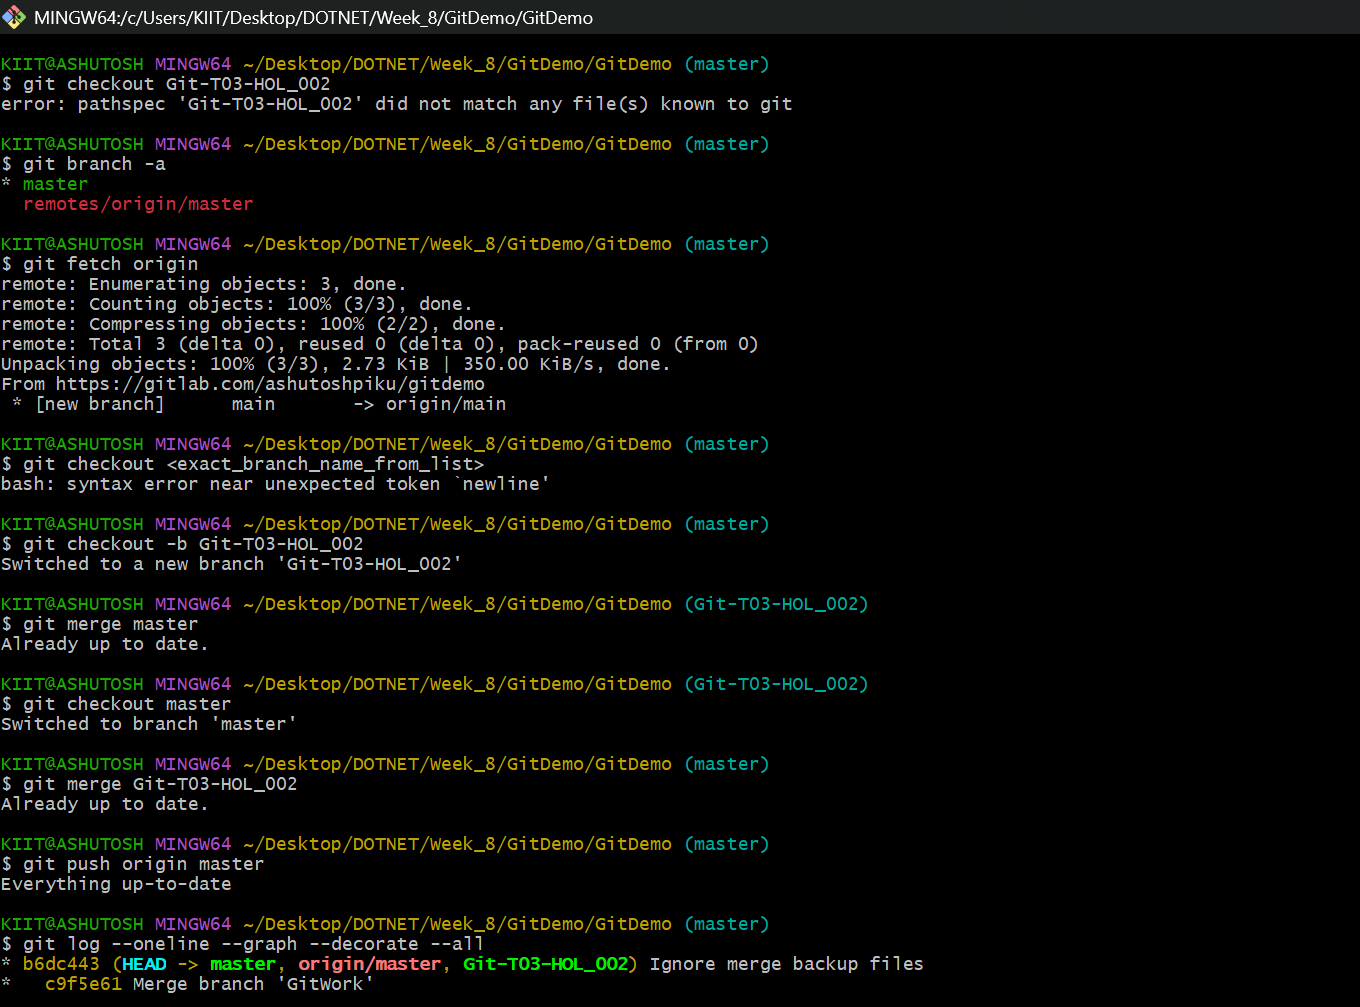 MINGW64:/c/Users/KIIT/Desktop/DOTNET/Week_8/GitDemo/GitDemo
KIIT@ASHUTOSH MINGW64 ~/Desktop/DOTNET/Week_8/GitDemo/GitDemo (master)
$ git checkout Git-T03-HOL_002
error: pathspec 'Git-T03-HOL_002' did not match any file(s) known to git
KIIT@ASHUTOSH MINGW64 ~/Desktop/DOTNET/Week_8/GitDemo/GitDemo (master)
$ git branch -a
* master
  remotes/origin/master
KIIT@ASHUTOSH MINGW64 ~/Desktop/DOTNET/Week_8/GitDemo/GitDemo (master)
$ git fetch origin
remote: Enumerating objects: 3, done.
remote: Counting objects: 100% (3/3), done.
remote: Compressing objects: 100% (2/2), done.
remote: Total 3 (delta 0), reused 0 (delta 0), pack-reused 0 (from 0)
Unpacking objects: 100% (3/3), 2.73 KiB | 350.00 KiB/s, done.
From https://gitlab.com/ashutoshpiku/gitdemo
 * [new branch]      main       -> origin/main
KIIT@ASHUTOSH MINGW64 ~/Desktop/DOTNET/Week_8/GitDemo/GitDemo (master)
$ git checkout <exact_branch_name_from_list>
bash: syntax error near unexpected token `newline'
KIIT@ASHUTOSH MINGW64 ~/Desktop/DOTNET/Week_8/GitDemo/GitDemo (master)
$ git checkout -b Git-T03-HOL_002
Switched to a new branch 'Git-T03-HOL_002'
KIIT@ASHUTOSH MINGW64 ~/Desktop/DOTNET/Week_8/GitDemo/GitDemo (Git-T03-HOL_002)
$ git merge master
Already up to date.
KIIT@ASHUTOSH MINGW64 ~/Desktop/DOTNET/Week_8/GitDemo/GitDemo (Git-T03-HOL_002)
$ git checkout master
Switched to branch 'master'
KIIT@ASHUTOSH MINGW64 ~/Desktop/DOTNET/Week_8/GitDemo/GitDemo (master)
$ git merge Git-T03-HOL_002
Already up to date.
KIIT@ASHUTOSH MINGW64 ~/Desktop/DOTNET/Week_8/GitDemo/GitDemo (master)
$ git push origin master
Everything up-to-date
KIIT@ASHUTOSH MINGW64 ~/Desktop/DOTNET/Week_8/GitDemo/GitDemo (master)
$ git log --oneline --graph --decorate --all
* b6dc443 (HEAD -> master, origin/master, Git-T03-HOL_002) Ignore merge backup files
*   c9f5e61 Merge branch 'GitWork'